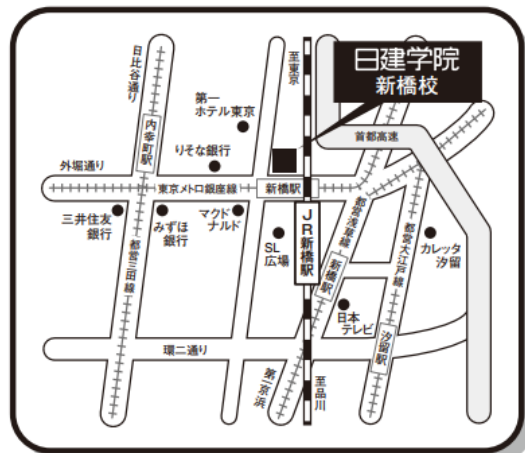 日建学院
新橋校
日比谷通り
至東京
第一
ホテル東京
内幸町駅
りそな銀行
首都高速
外堀通り
東京メトロ銀座線
新橋駅
三井住友
銀行
みずほ
銀行
マクド
ナルド
SL
広場
JR新橋駅
都営浅草線
新橋駅
都営大江戸線
カレッタ
汐留
都営三田線
日本
テレビ
汐留駅
環二通り
第一京浜
至品川